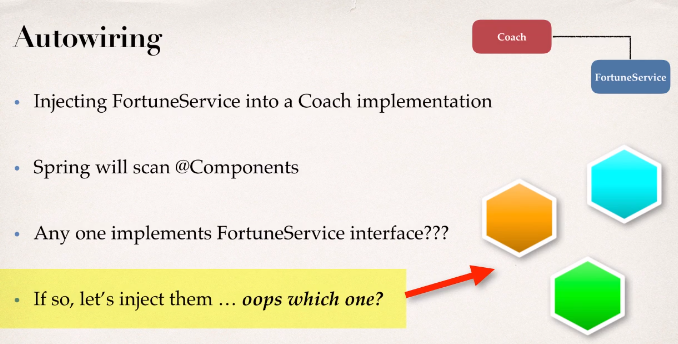 Autowiring
Coach
FortuneService
Injecting FortuneService into a Coach implementation
Spring will scan @Components
Any one implements FortuneService interface???
If so, let's inject them … oops which one?